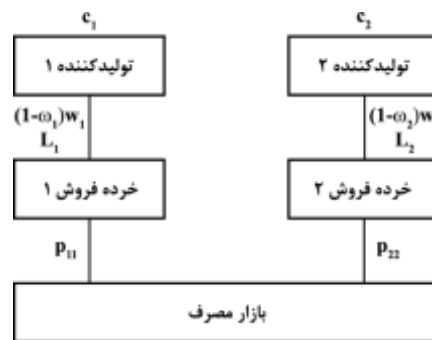 c₁ c₂
تولیدکننده ۱ تولیدکننده ۲
(1-ω₁)w₁ (1-ω₂)w
L₁ L₂
خرده فروش ۱ خرده فروش ۲
p₁₁ p₂₂
بازار مصرف